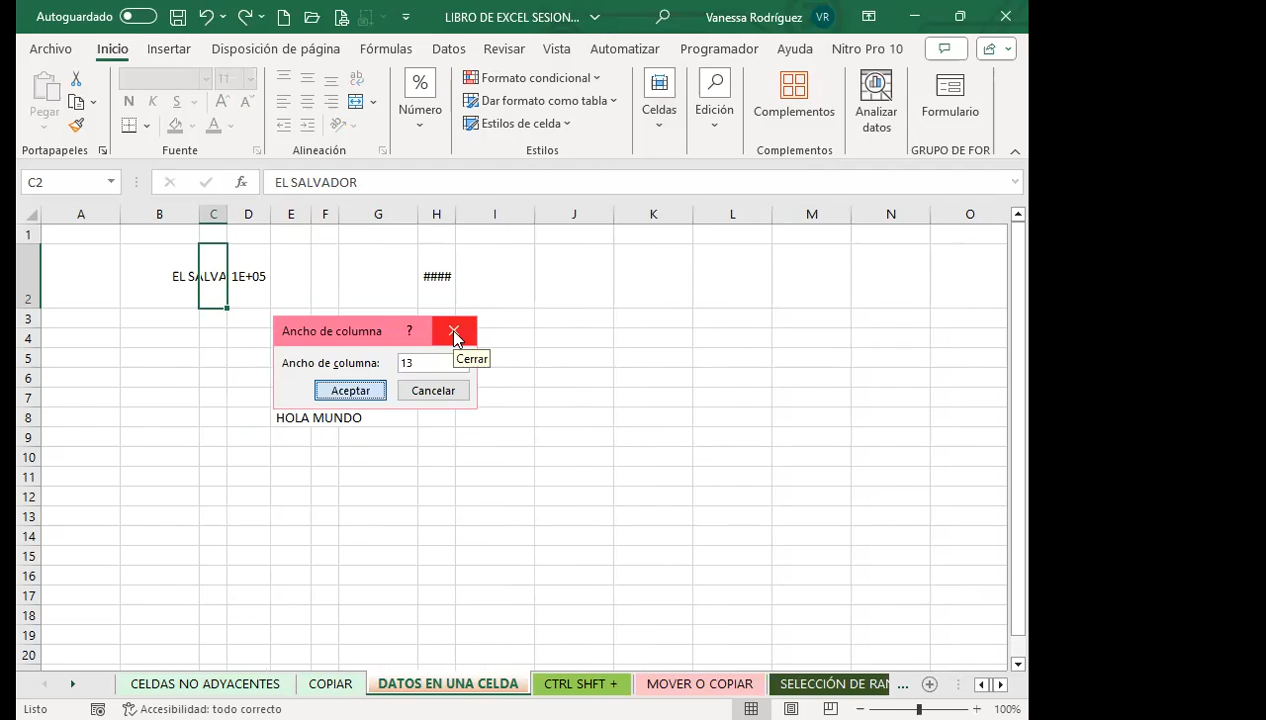 Autoguardado LIBRO DE EXCEL SESION... Vanessa Rodríguez VR
Archivo Inicio Insertar Disposición de página Fórmulas Datos Revisar Vista Automatizar Programador Ayuda Nitro Pro 10
Pegar
Portapapeles
11
N K S A A
A
Fuente
ab
Alineación
%
Número
Formato condicional
Dar formato como tabla
Estilos de celda
Estilos
Celdas
Edición
Complementos
Complementos
Analizar
datos
Formulario
GRUPO DE FOR
C2 fx EL SALVADOR
A B C D E F G H I J K L M N O
1
2 EL SALVA 1E+05 ####
3
4
5
6
7
8 HOLA MUNDO
9
10
11
12
13
14
15
16
17
18
19
20
Ancho de columna ?
Cerrar
Ancho de columna: 13
Aceptar Cancelar
CELDAS NO ADYACENTES COPIAR DATOS EN UNA CELDA CTRL SHFT + MOVER O COPIAR SELECCIÓN DE RAN ...
Listo Accesibilidad: todo correcto 100%